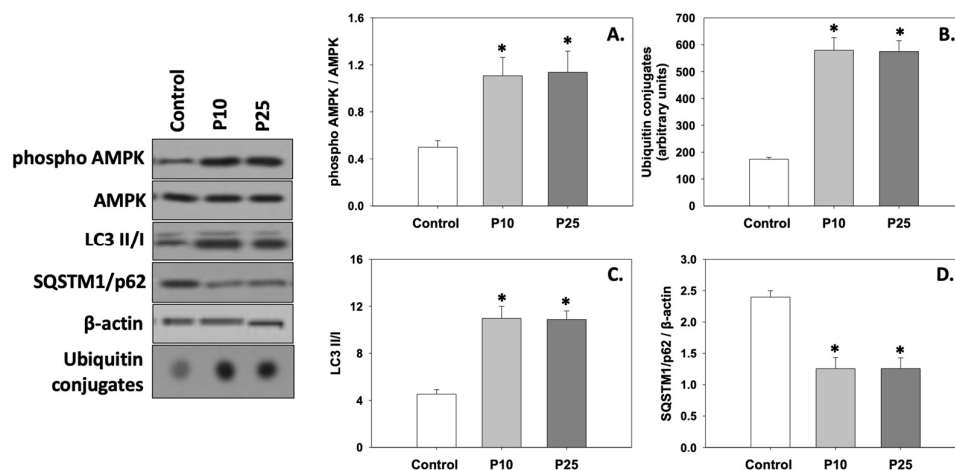 Control
P10
P25
phospho AMPK
AMPK
LC3 II/I
SQSTM1/p62
β-actin
Ubiquitin
conjugates
A.
phospho AMPK / AMPK
1.6
1.2
0.8
0.4
0.0
Control P10 P25
* *
B.
Ubiquitin conjugates
(arbitrary units)
700
600
500
400
300
200
100
0
Control P10 P25
* *
C.
LC3 II/I
16
12
8
4
0
Control P10 P25
* *
D.
SQSTM1/p62 / β-actin
3.0
2.5
2.0
1.5
1.0
0.5
0.0
Control P10 P25
* *